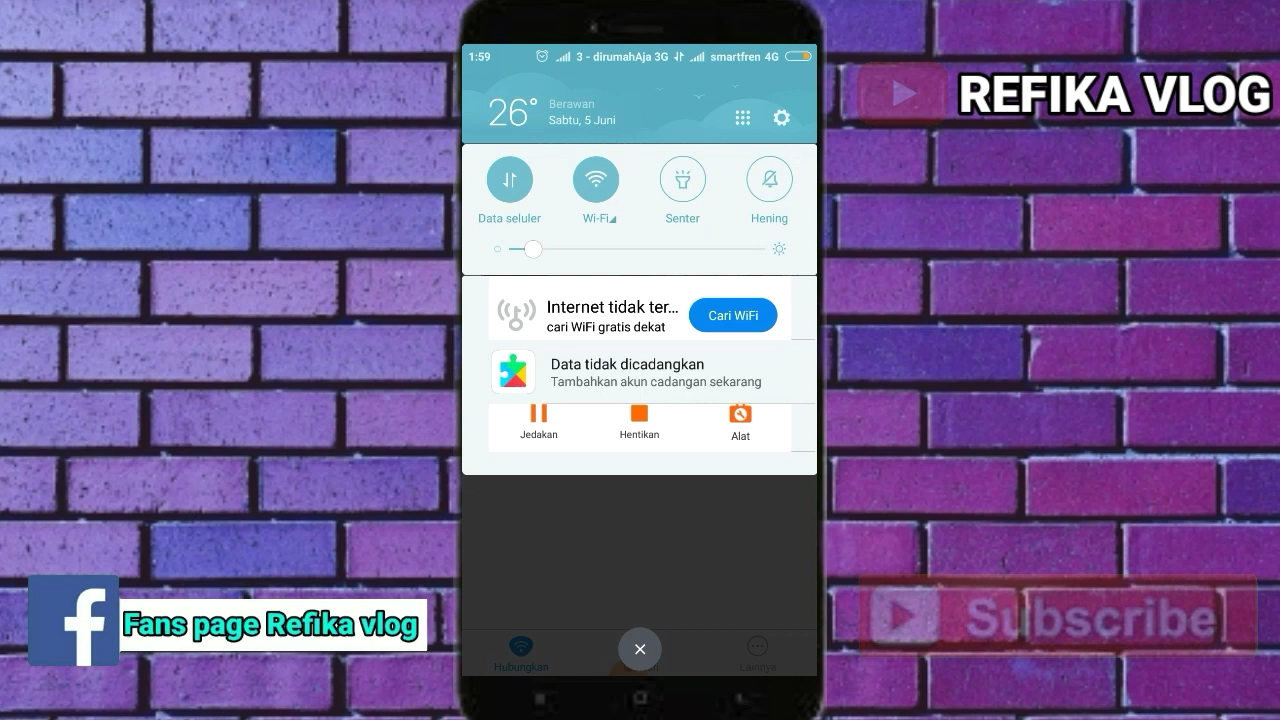 1:59
3 - dirumahAja 3G
smartfren 4G
REFIKA VLOG
26°
Berawan
Sabtu, 5 Juni
Data seluler
Wi-Fi
Senter
Hening
Internet tidak ter...
cari WiFi gratis dekat
Cari WiFi
Data tidak dicadangkan
Tambahkan akun cadangan sekarang
Jedakan
Hentikan
Alat
f
Fans page Refika vlog
Subscribe
Hubungkan
Lainnya